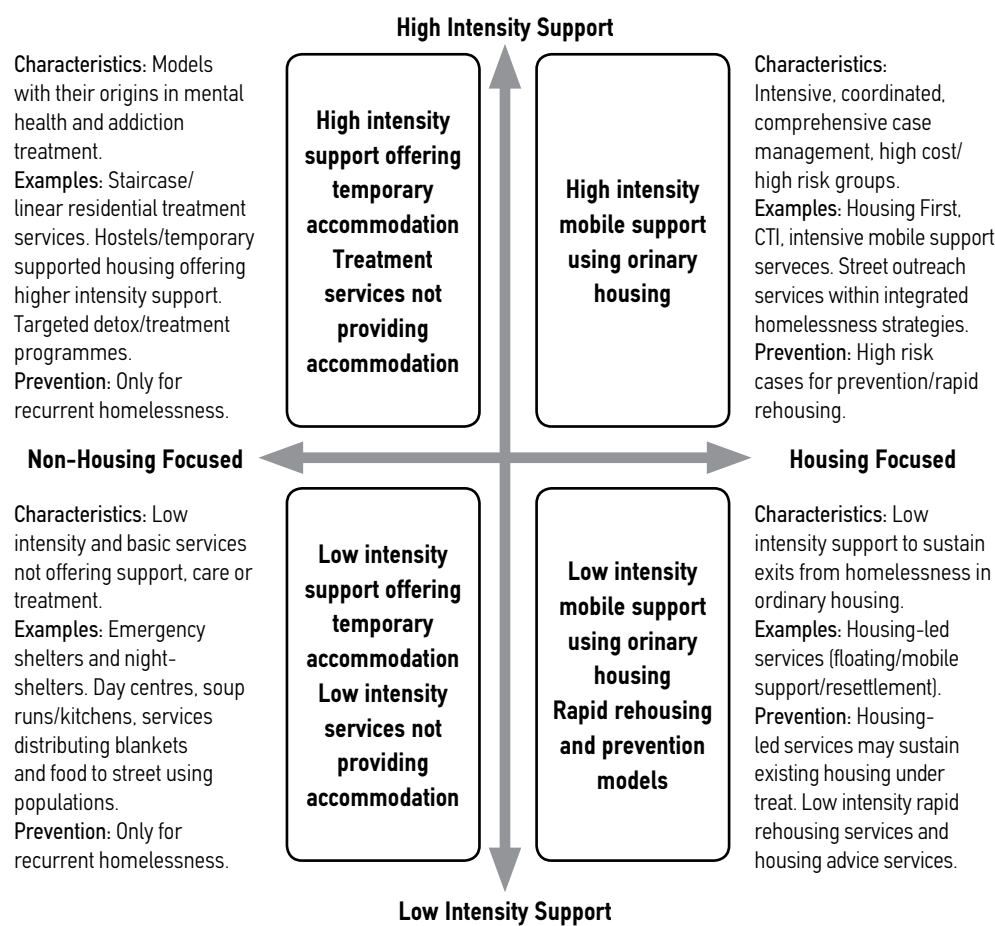 High Intensity Support
Characteristics: Models
with their origins in mental
health and addiction
treatment.
Examples: Staircase/
linear residential treatment
services. Hostels/temporary
supported housing offering
higher intensity support.
Targeted detox/treatment
programmes.
Prevention: Only for
recurrent homelessness.
High intensity
support offering
temporary
accommodation
Treatment
services not
providing
accommodation
High intensity
mobile support
using orinary
housing
Characteristics:
Intensive, coordinated,
comprehensive case
management, high cost/
high risk groups.
Examples: Housing First,
CTI, intensive mobile support
serveces. Street outreach
services within integrated
homelessness strategies.
Prevention: High risk
cases for prevention/rapid
rehousing.
Non-Housing Focused
Housing Focused
Characteristics: Low
intensity and basic services
not offering support, care or
treatment.
Examples: Emergency
shelters and night-
shelters. Day centres, soup
runs/kitchens, services
distributing blankets
and food to street using
populations.
Prevention: Only for
recurrent homelessness.
Low intensity
support offering
temporary
accommodation
Low intensity
services not
providing
accommodation
Low intensity
mobile support
using orinary
housing
Rapid rehousing
and prevention
models
Characteristics: Low
intensity support to sustain
exits from homelessness in
ordinary housing.
Examples: Housing-led
services (floating/mobile
support/resettlement).
Prevention: Housing-
led services may sustain
existing housing under
treat. Low intensity rapid
rehousing services and
housing advice services.
Low Intensity Support